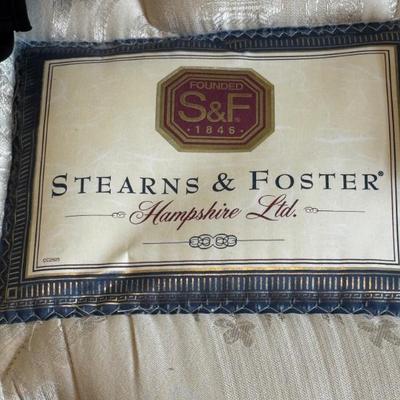 FOUNDED
S&F®
·1846·
STEARNS & FOSTER®
Hampshire Ltd.